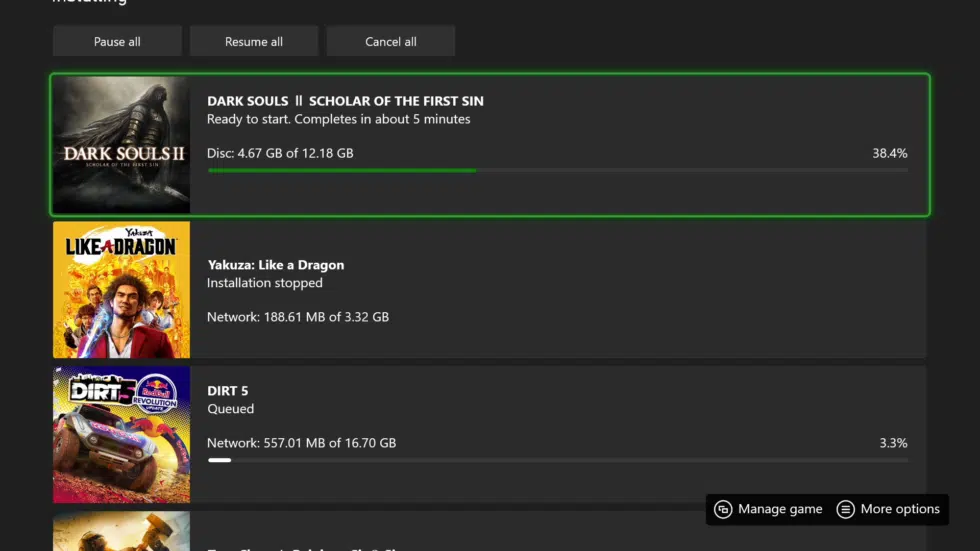 Installing
Pause all
Resume all
Cancel all
DARK SOULS II
SCHOLAR OF THE FIRST SIN
DARK SOULS Ⅱ SCHOLAR OF THE FIRST SIN
Ready to start. Completes in about 5 minutes
Disc: 4.67 GB of 12.18 GB
38.4%
Yakuza
LIKE A DRAGON
Yakuza: Like a Dragon
Installation stopped
Network: 188.61 MB of 3.32 GB
DIRT 5
Red Bull
REVOLUTION
UPDATE
DIRT 5
Queued
Network: 557.01 MB of 16.70 GB
3.3%
Manage game
More options